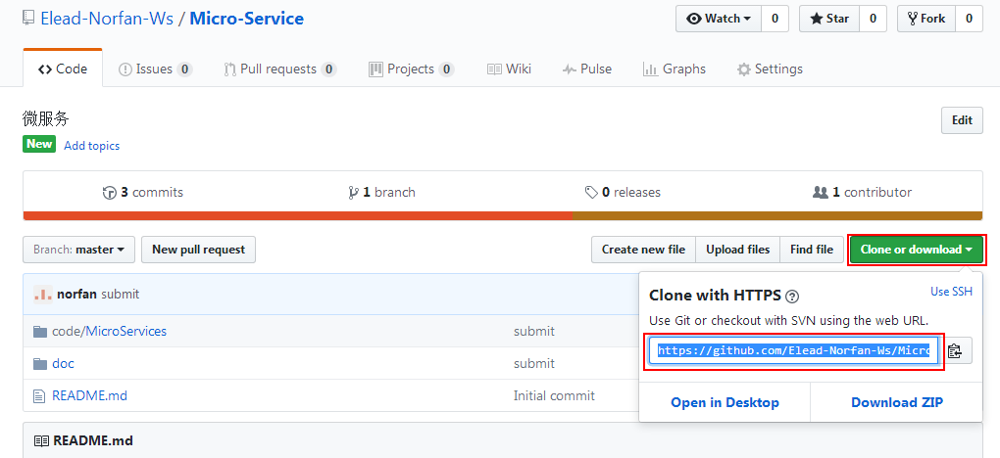 Elead-Norfan-Ws / Micro-Service
Watch 0 Star 0 Fork 0
Code Issues 0 Pull requests 0 Projects 0 Wiki Pulse Graphs Settings
微服务
Edit
New Add topics
3 commits 1 branch 0 releases 1 contributor
Branch: master New pull request Create new file Upload files Find file Clone or download
norfan submit
code/MicroServices submit
doc submit
README.md Initial commit
Clone with HTTPS ? Use SSH
Use Git or checkout with SVN using the web URL.
https://github.com/Elead-Norfan-Ws/Micro
Open in Desktop Download ZIP
README.md